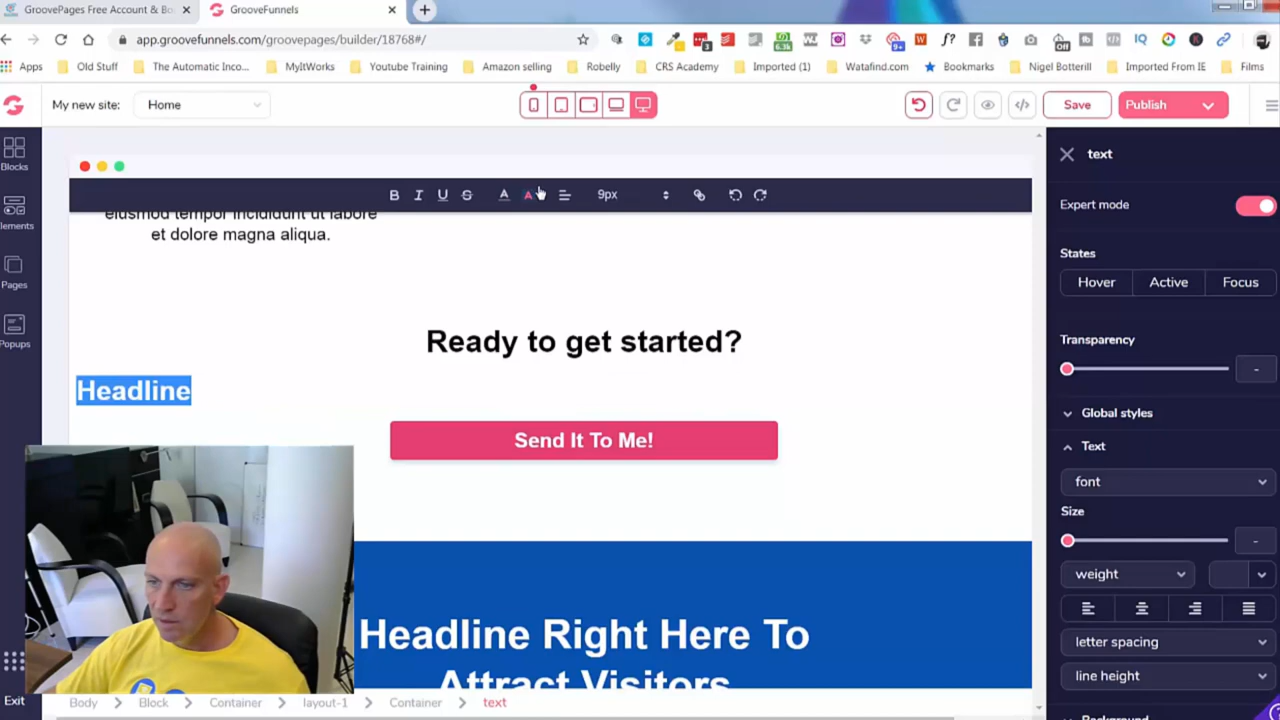 GroovePages Free Account & Bo
GrooveFunnels
app.groovefunnels.com/groovepages/builder/18768#/
Apps
Old Stuff
The Automatic Inco...
MyItWorks
Youtube Training
Amazon selling
Robelly
CRS Academy
Imported (1)
Watafind.com
Bookmarks
Nigel Botterill
Imported From IE
Films
My new site:
Home
Save
Publish
Blocks
lements
Pages
Popups
Exit
9px
eiusmod tempor incididunt ut labore
et dolore magna aliqua.
Ready to get started?
Headline
Send It To Me!
Headline Right Here To
Attract Visitors
Body
Block
Container
layout-1
Container
text
text
Expert mode
States
Hover
Active
Focus
Transparency
-
Global styles
Text
font
Size
-
weight
letter spacing
line height
Background